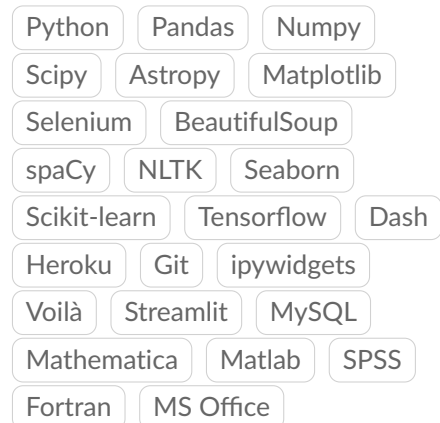 Python Pandas Numpy
Scipy Astropy Matplotlib
Selenium BeautifulSoup
spaCy NLTK Seaborn
Scikit-learn Tensorflow Dash
Heroku Git ipywidgets
Voilà Streamlit MySQL
Mathematica Matlab SPSS
Fortran MS Office